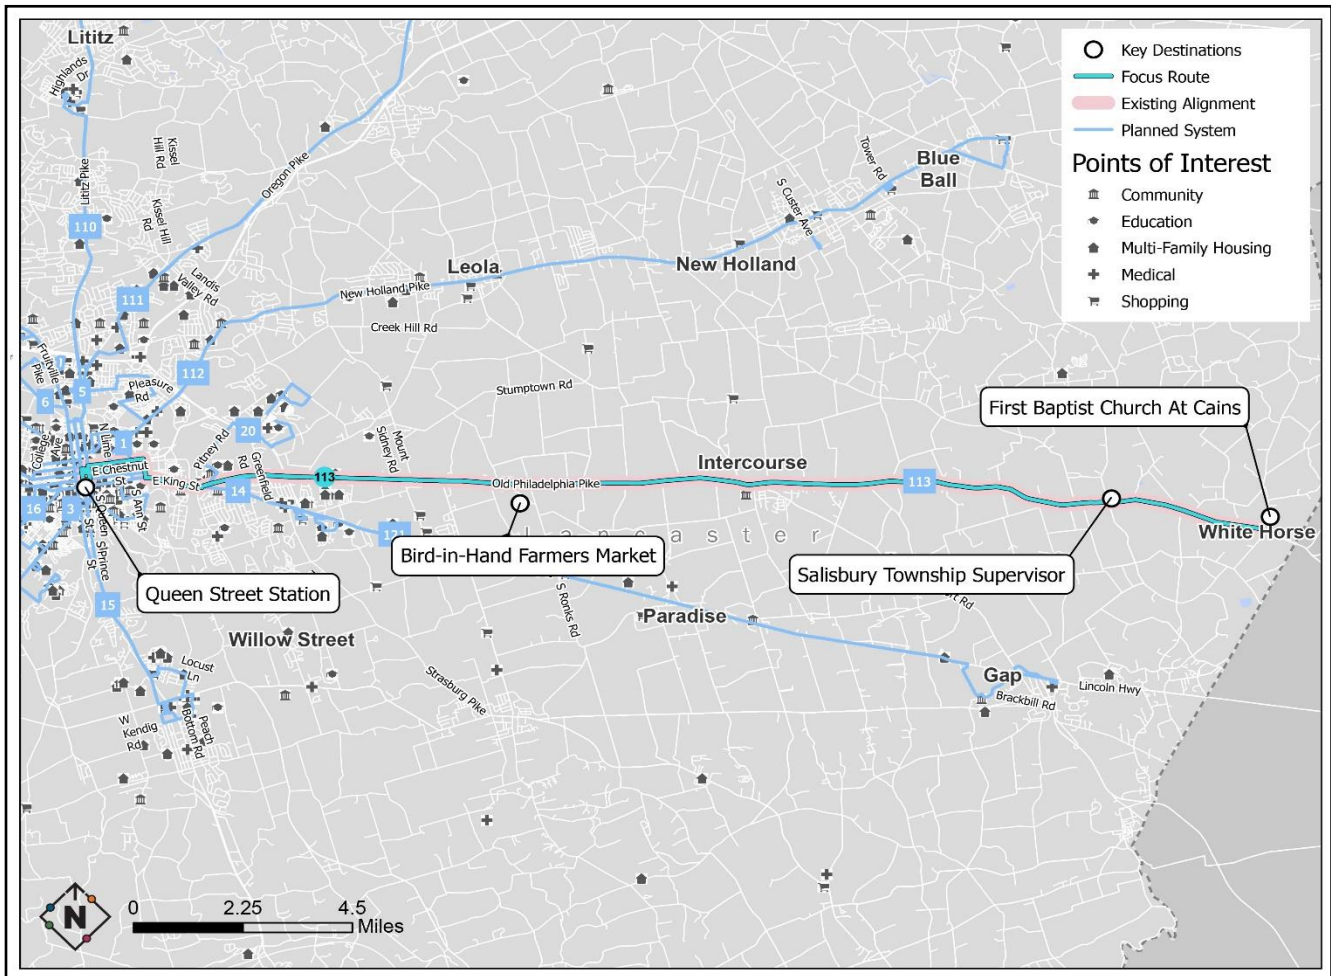 Lititz
Highlands
Dr
Kissel
Hill Rd
Lititz Pike
Kissel Hill
Rd
Oregon Pike
110
111
Landis
Valley Rd
112
Leola
New Holland Pike
Creek Hill Rd
New Holland
S Custer Ave
Tower Rd
Blue
Ball
Key Destinations
Focus Route
Existing Alignment
Planned System
Points of Interest
Community
Education
Multi-Family Housing
Medical
Shopping
Fruitville
Pike
6
5
Pleasure
Rd
1
N Lime
College
Ave
20
Pitney Rd
Greenfield
Rd
Mount
Sidney Rd
Stumptown Rd
First Baptist Church At Cains
E Chestnut
St
E King St
S Ann St
113
14
Old Philadelphia Pike
Intercourse
113
16
3
S Queen St
S Prince
St
121
Lancaster
Bird-in-Hand Farmers Market
Salisbury Township Supervisor
White Horse
Queen Street Station
15
S Ronks Rd
Paradise
Rd
Willow Street
Locust
Ln
Strasburg Pike
Gap
Brackbill Rd
Lincoln Hwy
W
Kendig
Rd
Peach
Bottom Rd
N
0 2.25 4.5
Miles